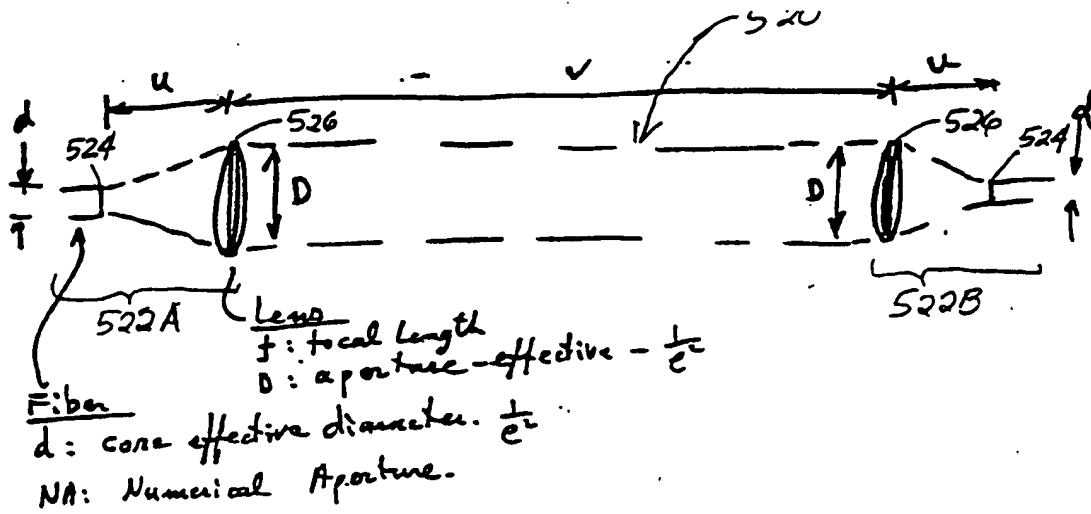 520
u
v
u
d
524
526
D
D
526
524
d
522A
522B
Lens
f: focal Length
D: aperture-effective - 1/e²
Fiber
d: core effective diameter. 1/e²
NA: Numerical Aperture.